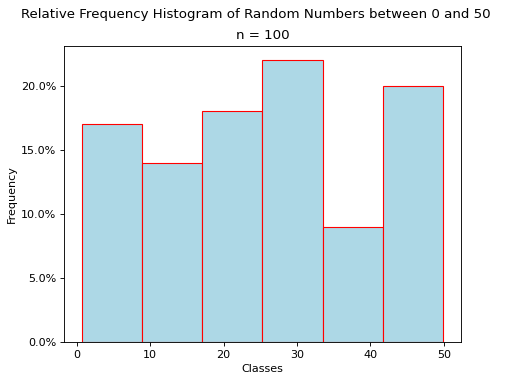 Relative Frequency Histogram of Random Numbers between 0 and 50
n = 100
20.0%
15.0%
10.0%
5.0%
0.0%
Frequency
0 10 20 30 40 50
Classes